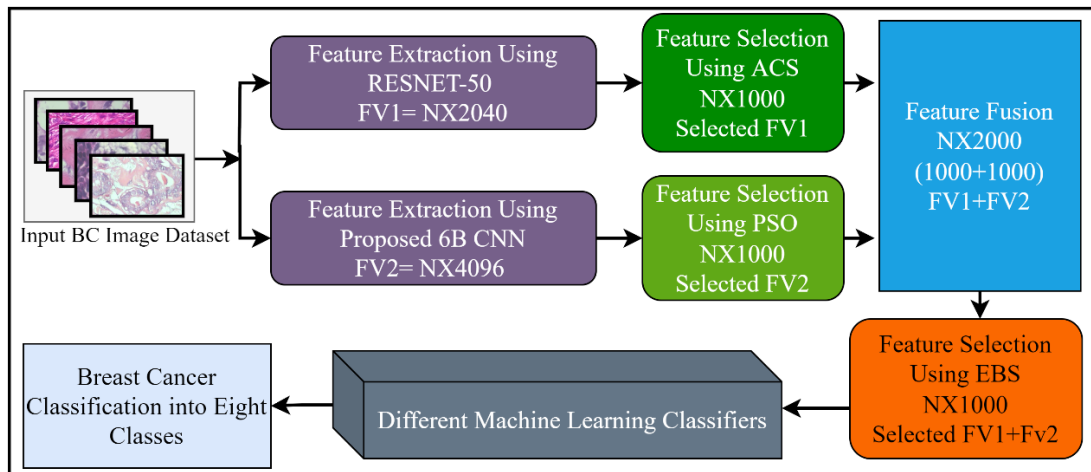 Input BC Image Dataset
Feature Extraction Using
RESNET-50
FV1= NX2040
Feature Selection
Using ACS
NX1000
Selected FV1
Feature Extraction Using
Proposed 6B CNN
FV2= NX4096
Feature Selection
Using PSO
NX1000
Selected FV2
Feature Fusion
NX2000
(1000+1000)
FV1+FV2
Feature Selection
Using EBS
NX1000
Selected FV1+Fv2
Different Machine Learning Classifiers
Breast Cancer
Classification into Eight
Classes